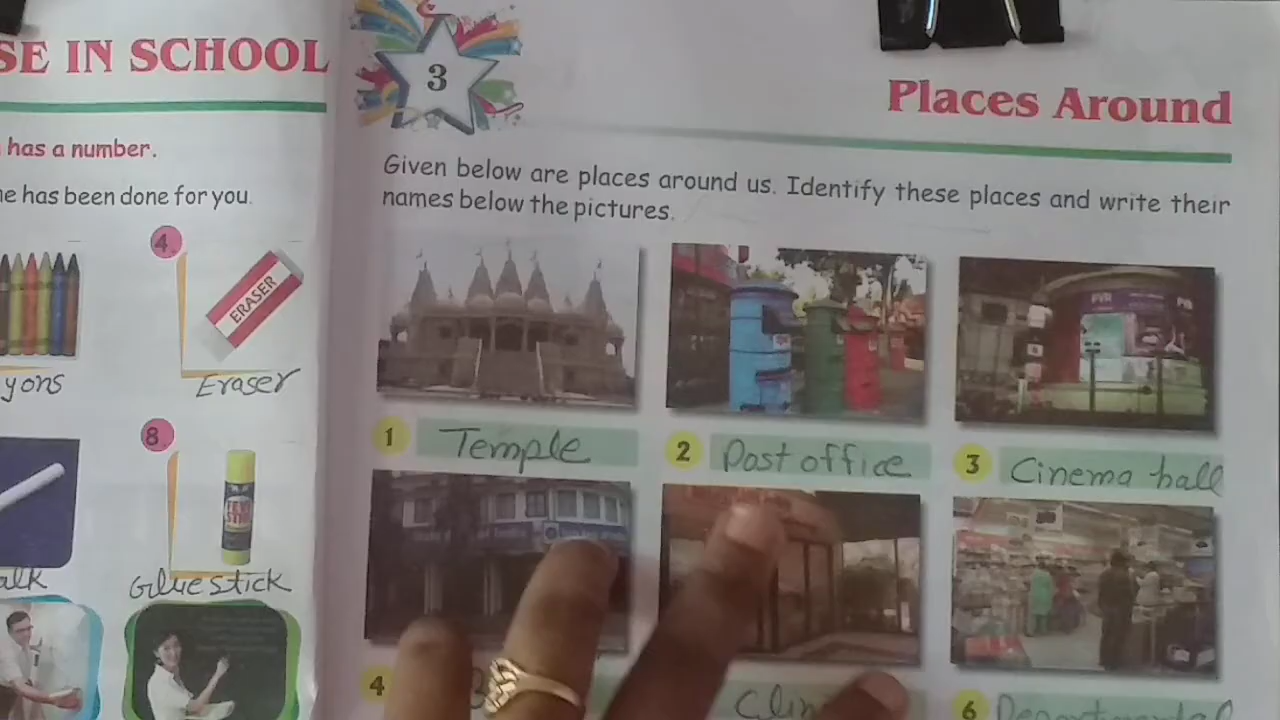 SE IN SCHOOL
has a number.
ne has been done for you.
4
ERASER
yons
Eraser
8
alk
Glue stick
3
Places Around
Given below are places around us. Identify these places and write their
names below the pictures.
PVR
1 Temple
2 Post office
3 Cinema hall
4
Clin
6 Departmental